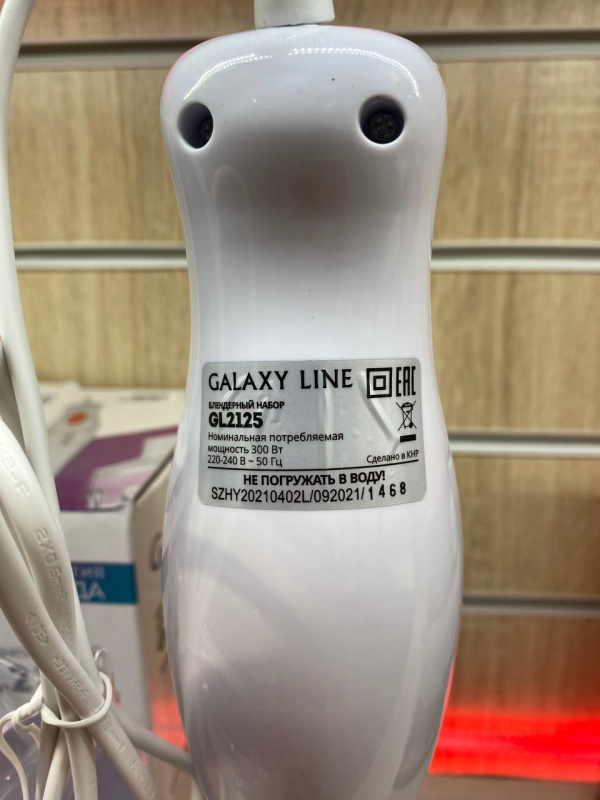 GALAXY LINE EAC
БЛЕНДЕРНЫЙ НАБОР
GL2125
Номинальная потребляемая
мощность 300 Вт
220-240 В ~ 50 Гц Сделано в КНР
НЕ ПОГРУЖАТЬ В ВОДУ!
SZHY20210402L/092021/1468